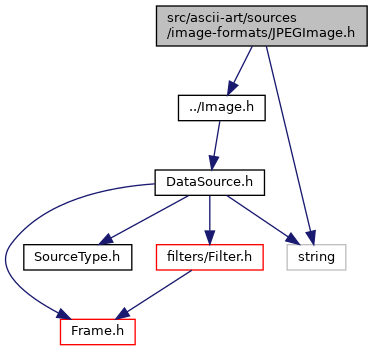 src/ascii-art/sources
/image-formats/JPEGImage.h
../Image.h
DataSource.h
SourceType.h
filters/Filter.h
string
Frame.h